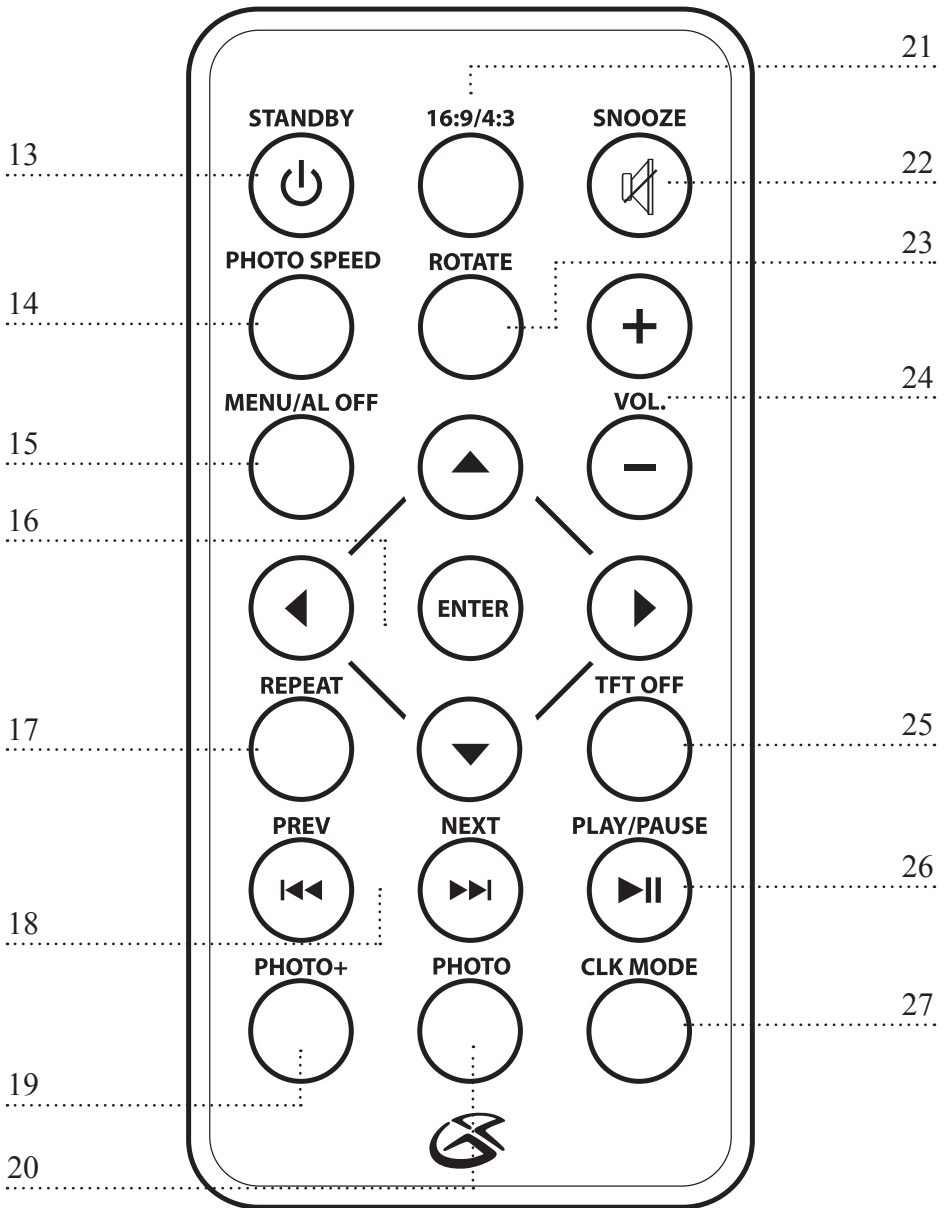 21
STANDBY 16:9/4:3 SNOOZE
13
22
PHOTO SPEED ROTATE
23
14
MENU/AL OFF VOL.
24
15
16
ENTER
REPEAT TFT OFF
17
25
PREV NEXT PLAY/PAUSE
26
18
PHOTO+ PHOTO CLK MODE
27
19
20